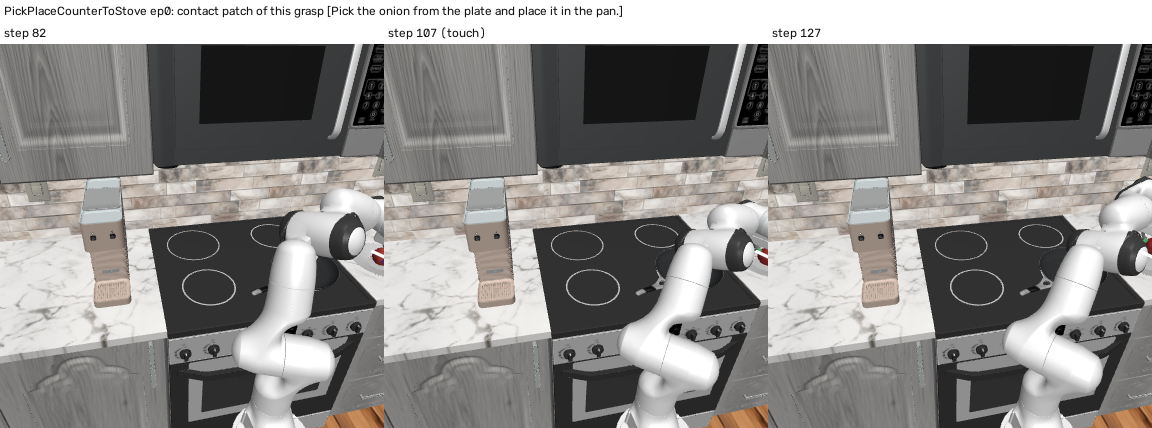 PickPlaceCounterToStove ep0: contact patch of this grasp [Pick the onion from the plate and place it in the pan.]
step 82
step 107 (touch)
step 127